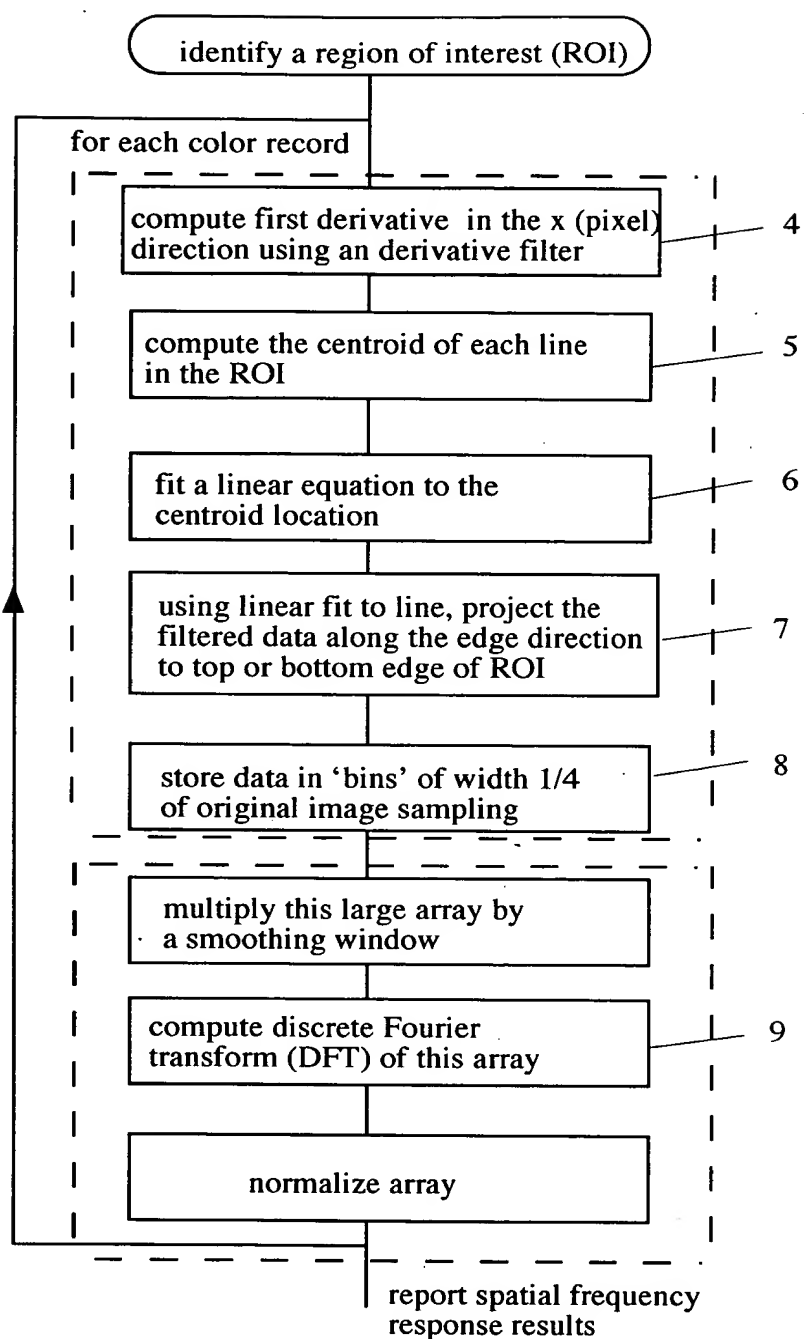 identify a region of interest (ROI)
for each color record
compute first derivative in the x (pixel)
direction using an derivative filter
4
compute the centroid of each line
in the ROI
5
fit a linear equation to the
centroid location
6
using linear fit to line, project the
filtered data along the edge direction
to top or bottom edge of ROI
7
store data in ‘bins’ of width 1/4
of original image sampling
8
multiply this large array by
a smoothing window
compute discrete Fourier
transform (DFT) of this array
9
normalize array
report spatial frequency
response results